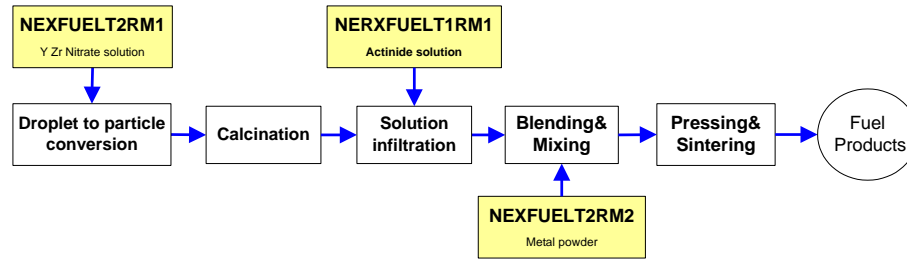 NEXFUELT2RM1
Y Zr Nitrate solution
NERXFUELT1RM1
Actinide solution
Droplet to particle
conversion
Calcination
Solution
infiltration
Blending&
Mixing
Pressing&
Sintering
Fuel
Products
NEXFUELT2RM2
Metal powder